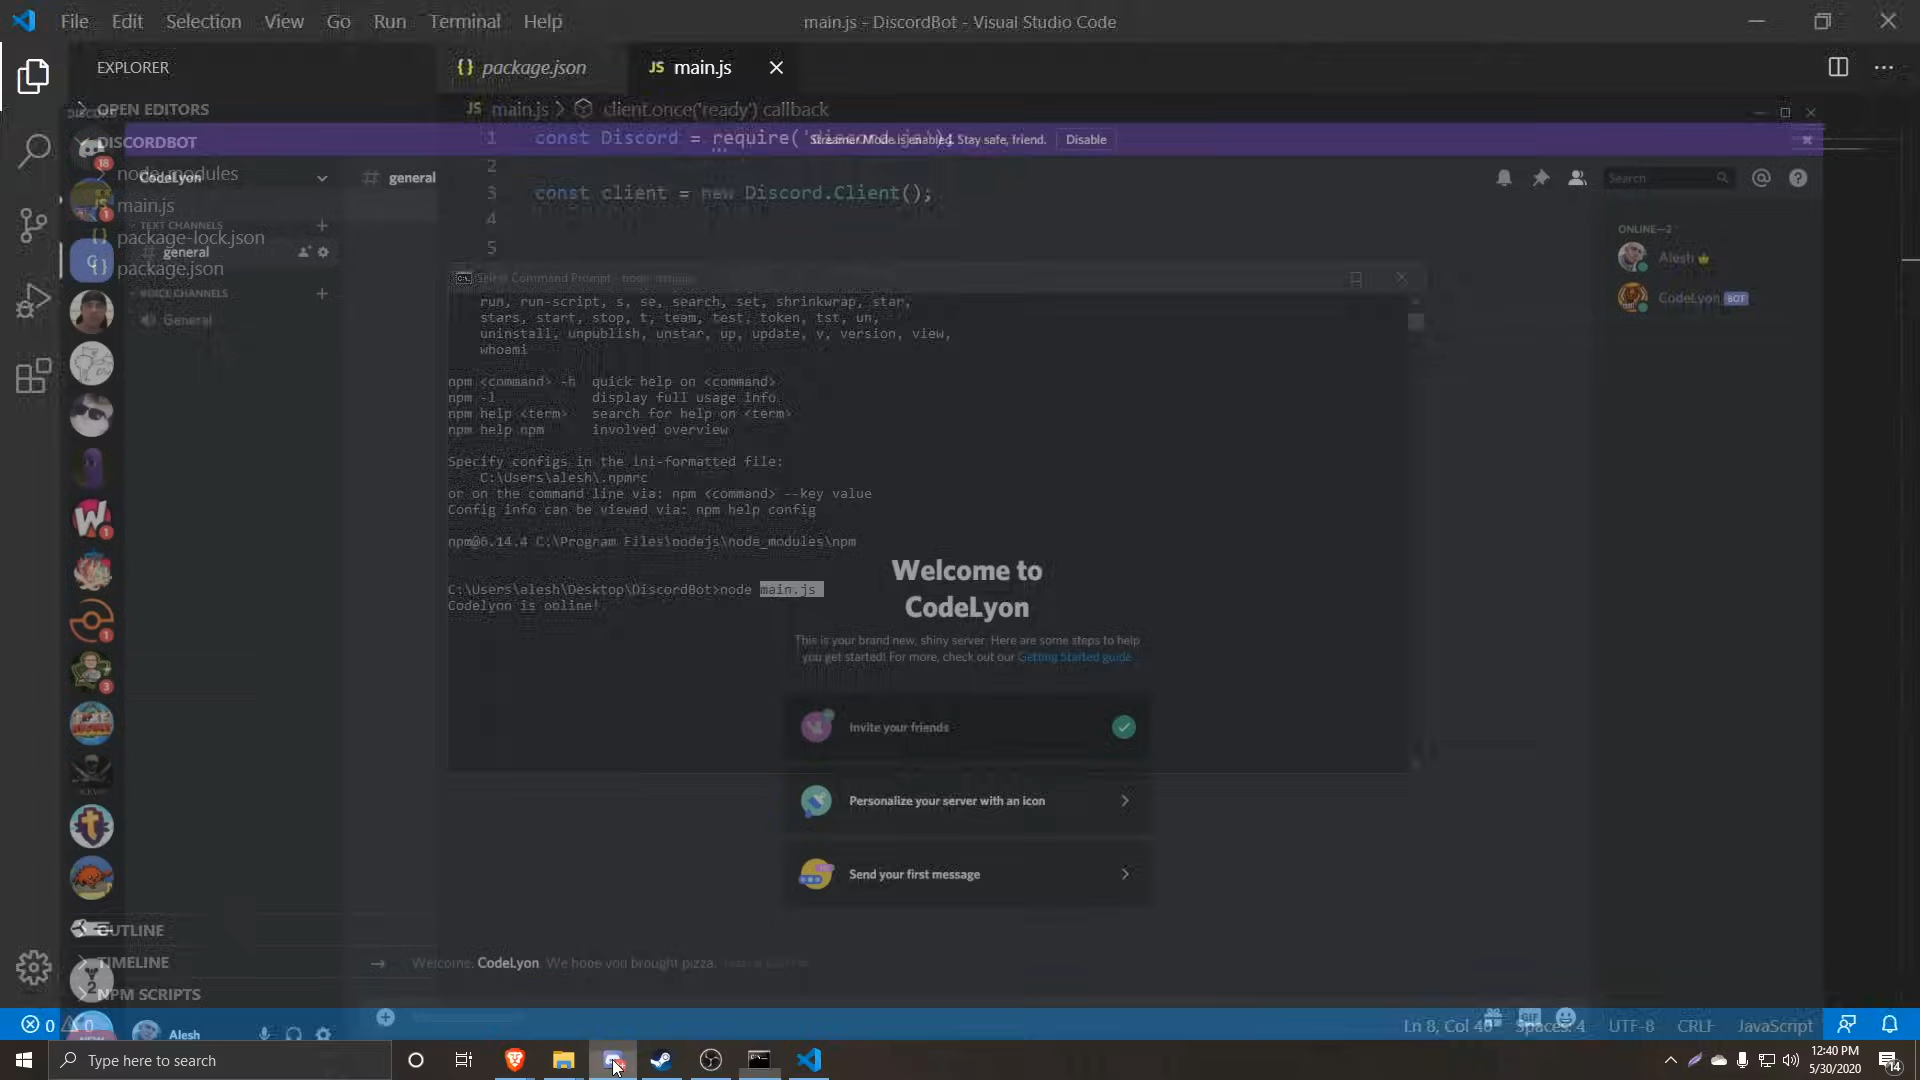 File Edit Selection View Go Run Terminal Help
main.js - DiscordBot - Visual Studio Code
EXPLORER
{} package.json
JS main.js
OPEN EDITORS
JS main.js > client.once('ready') callback
DISCORDBOT
1 const Discord = require('discord.js');
Streamer Mode is enabled. Stay safe, friend.
Disable
2
3 const client = new Discord.Client();
4
5
node_modules
main.js
package-lock.json
package.json
18
CodeLyon
# general
Search
TEXT CHANNELS
general
VOICE CHANNELS
General
ONLINE—2
Alesh
CodeLyon BOT
Select Command Prompt - node
run, run-script, s, se, search, set, shrinkwrap, star,
stars, start, stop, t, team, test, token, tst, un,
uninstall, unpublish, unstar, up, update, v, version, view,
whoami
npm <command> -h quick help on <command>
npm -l display full usage info
npm help <term> search for help on <term>
npm help npm involved overview
Specify configs in the ini-formatted file:
C:\Users\alesh\.npmrc
or on the command line via: npm <command> --key value
Config info can be viewed via: npm help config
npm@6.14.4 C:\Program Files\nodejs\node_modules\npm
C:\Users\alesh\Desktop\DiscordBot>node main.js
Codelyon is online!
Welcome to
CodeLyon
This is your brand new, shiny server. Here are some steps to help
you get started! For more, check out our Getting Started guide
Invite your friends
Personalize your server with an icon
Send your first message
Welcome, CodeLyon. We hope you brought pizza.
OUTLINE
TIMELINE
NPM SCRIPTS
Alesh
0 0
Ln 8, Col 40 Spaces: 4 UTF-8 CRLF JavaScript
GIF
Type here to search
12:40 PM
5/30/2020
14